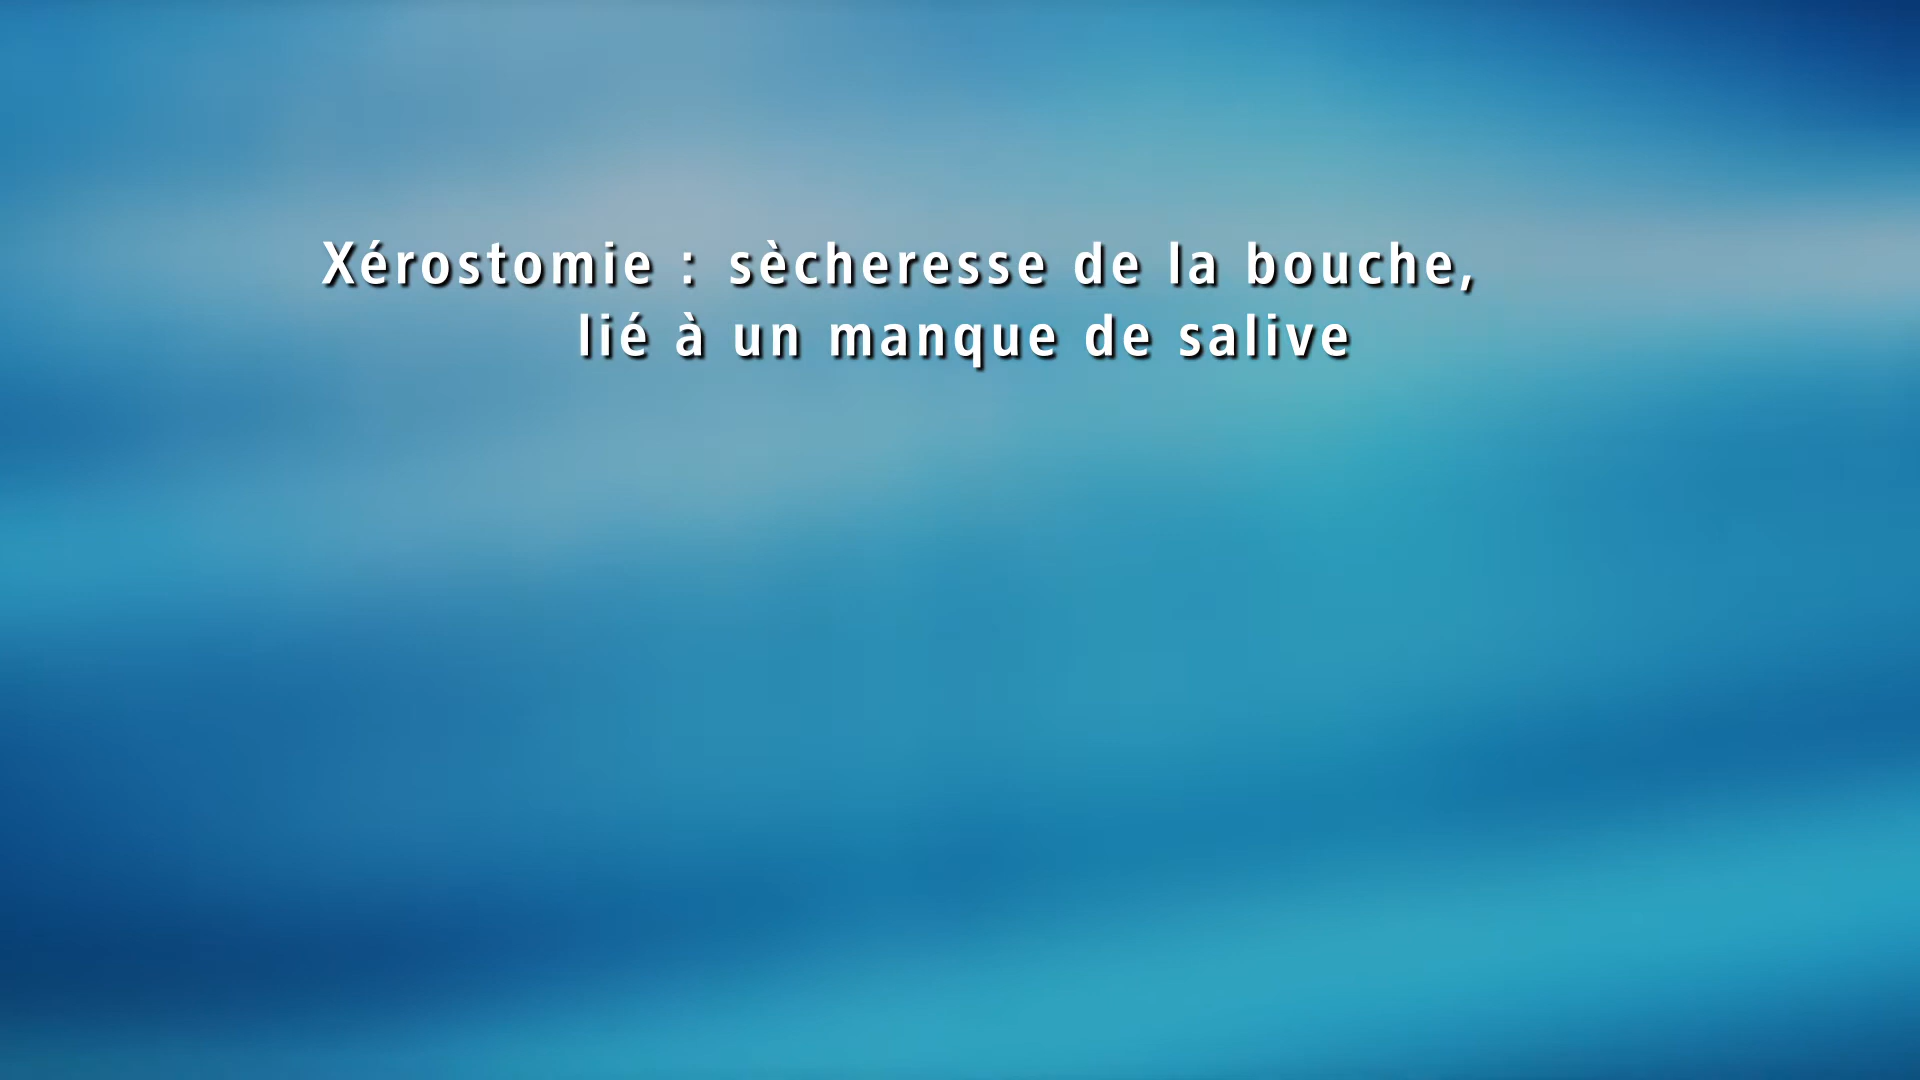 Xérostomie : sècheresse de la bouche,
lié à un manque de salive